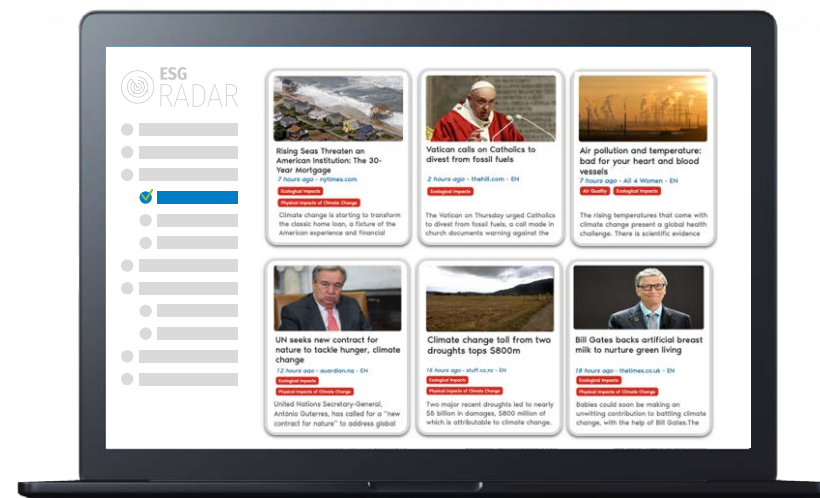 ESG
RADAR
Rising Seas Threaten an
American Institution: The 30-
Year Mortgage
7 hours ago - nytimes.com
Ecological Impacts
Physical Impacts of Climate Change
Climate change is starting to transform
the classic home loan, a fixture of the
American experience and financial
Vatican calls on Catholics to
divest from fossil fuels
2 hours ago - thehill.com - EN
Ecological Impacts
The Vatican on Thursday urged Catholics
to divest from fossil fuels, a call made in
church documents warning against the
Air pollution and temperature:
bad for your heart and blood
vessels
7 hours ago - All 4 Women - EN
Air Quality Ecological Impacts
The rising temperatures that come with
climate change present a global health
challenge. There is scientific evidence
UN seeks new contract for
nature to tackle hunger, climate
change
12 hours ago - guardian.ng - EN
Ecological Impacts
Physical Impacts of Climate Change
United Nations Secretary-General,
António Guterres, has called for a "new
contract for nature" to address global
Climate change toll from two
droughts tops $800m
15 hours ago - stuff.co.nz - EN
Ecological Impacts
Physical Impacts of Climate Change
Two major recent droughts led to nearly
$6 billion in damages, $800 million of
which is attributable to climate change.
Bill Gates backs artificial breast
milk to nurture green living
18 hours ago - thetimes.co.uk - EN
Ecological Impacts
Physical Impacts of Climate Change
Babies could soon be making an
unwitting contribution to battling climate
change, with the help of Bill Gates.The